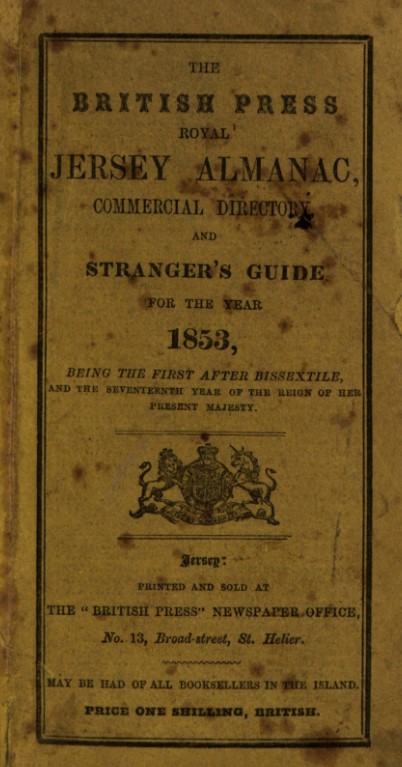 THE
BRITISH PRESS
ROYAL
JERSEY ALMANAC,
COMMERCIAL DIRECTORY,
AND
STRANGER'S GUIDE
FOR THE YEAR
1853,
BEING THE FIRST AFTER BISSEXTILE,
AND THE SEVENTEENTH YEAR OF THE REIGN OF HER
PRESENT MAJESTY.
Jersey:
PRINTED AND SOLD AT
THE "BRITISH PRESS" NEWSPAPER OFFICE,
No. 13, Broad-street, St. Helier.
MAY BE HAD OF ALL BOOKSELLERS IN THE ISLAND.
PRICE ONE SHILLING, BRITISH.